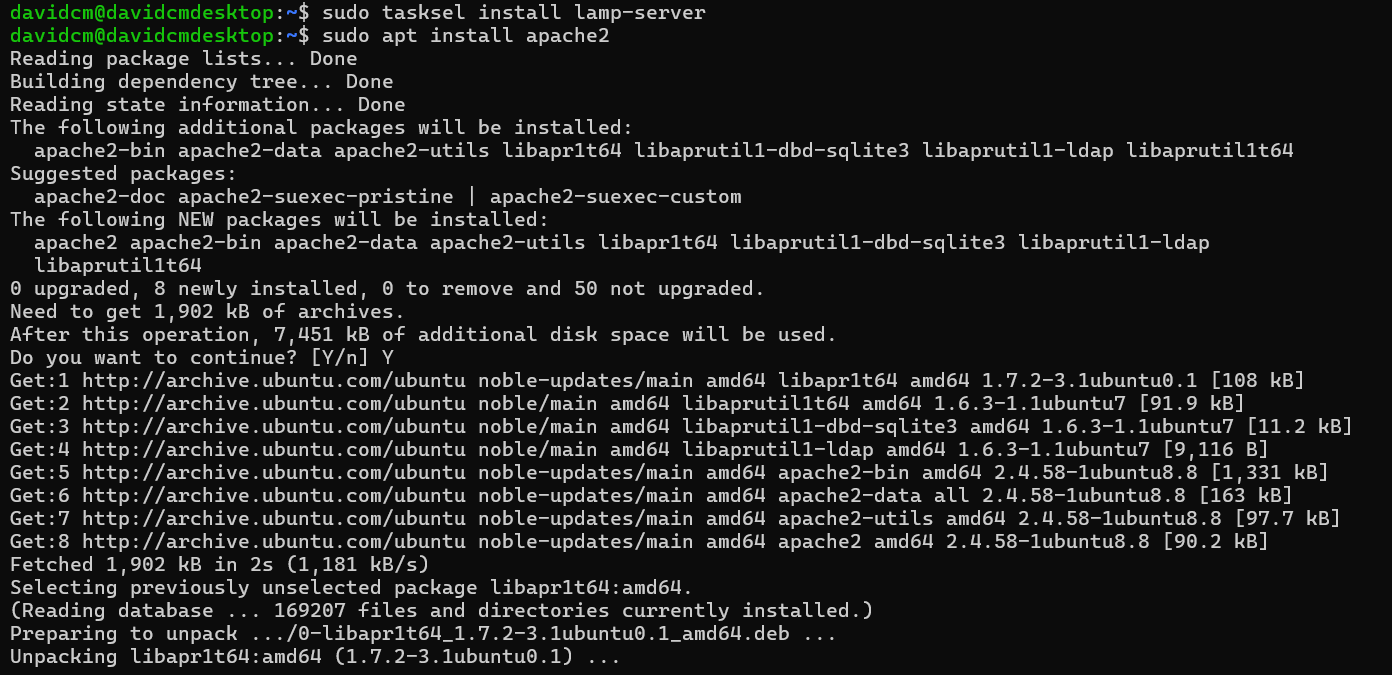 davidcm@davidcmdesktop:~$ sudo tasksel install lamp-server
davidcm@davidcmdesktop:~$ sudo apt install apache2
Reading package lists... Done
Building dependency tree... Done
Reading state information... Done
The following additional packages will be installed:
  apache2-bin apache2-data apache2-utils libapr1t64 libaprutil1-dbd-sqlite3 libaprutil1-ldap libaprutil1t64
Suggested packages:
  apache2-doc apache2-suexec-pristine | apache2-suexec-custom
The following NEW packages will be installed:
  apache2 apache2-bin apache2-data apache2-utils libapr1t64 libaprutil1-dbd-sqlite3 libaprutil1-ldap
  libaprutil1t64
0 upgraded, 8 newly installed, 0 to remove and 50 not upgraded.
Need to get 1,902 kB of archives.
After this operation, 7,451 kB of additional disk space will be used.
Do you want to continue? [Y/n] Y
Get:1 http://archive.ubuntu.com/ubuntu noble-updates/main amd64 libapr1t64 amd64 1.7.2-3.1ubuntu0.1 [108 kB]
Get:2 http://archive.ubuntu.com/ubuntu noble/main amd64 libaprutil1t64 amd64 1.6.3-1.1ubuntu7 [91.9 kB]
Get:3 http://archive.ubuntu.com/ubuntu noble/main amd64 libaprutil1-dbd-sqlite3 amd64 1.6.3-1.1ubuntu7 [11.2 kB]
Get:4 http://archive.ubuntu.com/ubuntu noble/main amd64 libaprutil1-ldap amd64 1.6.3-1.1ubuntu7 [9,116 B]
Get:5 http://archive.ubuntu.com/ubuntu noble-updates/main amd64 apache2-bin amd64 2.4.58-1ubuntu8.8 [1,331 kB]
Get:6 http://archive.ubuntu.com/ubuntu noble-updates/main amd64 apache2-data all 2.4.58-1ubuntu8.8 [163 kB]
Get:7 http://archive.ubuntu.com/ubuntu noble-updates/main amd64 apache2-utils amd64 2.4.58-1ubuntu8.8 [97.7 kB]
Get:8 http://archive.ubuntu.com/ubuntu noble-updates/main amd64 apache2 amd64 2.4.58-1ubuntu8.8 [90.2 kB]
Fetched 1,902 kB in 2s (1,181 kB/s)
Selecting previously unselected package libapr1t64:amd64.
(Reading database ... 169207 files and directories currently installed.)
Preparing to unpack .../0-libapr1t64_1.7.2-3.1ubuntu0.1_amd64.deb ...
Unpacking libapr1t64:amd64 (1.7.2-3.1ubuntu0.1) ...